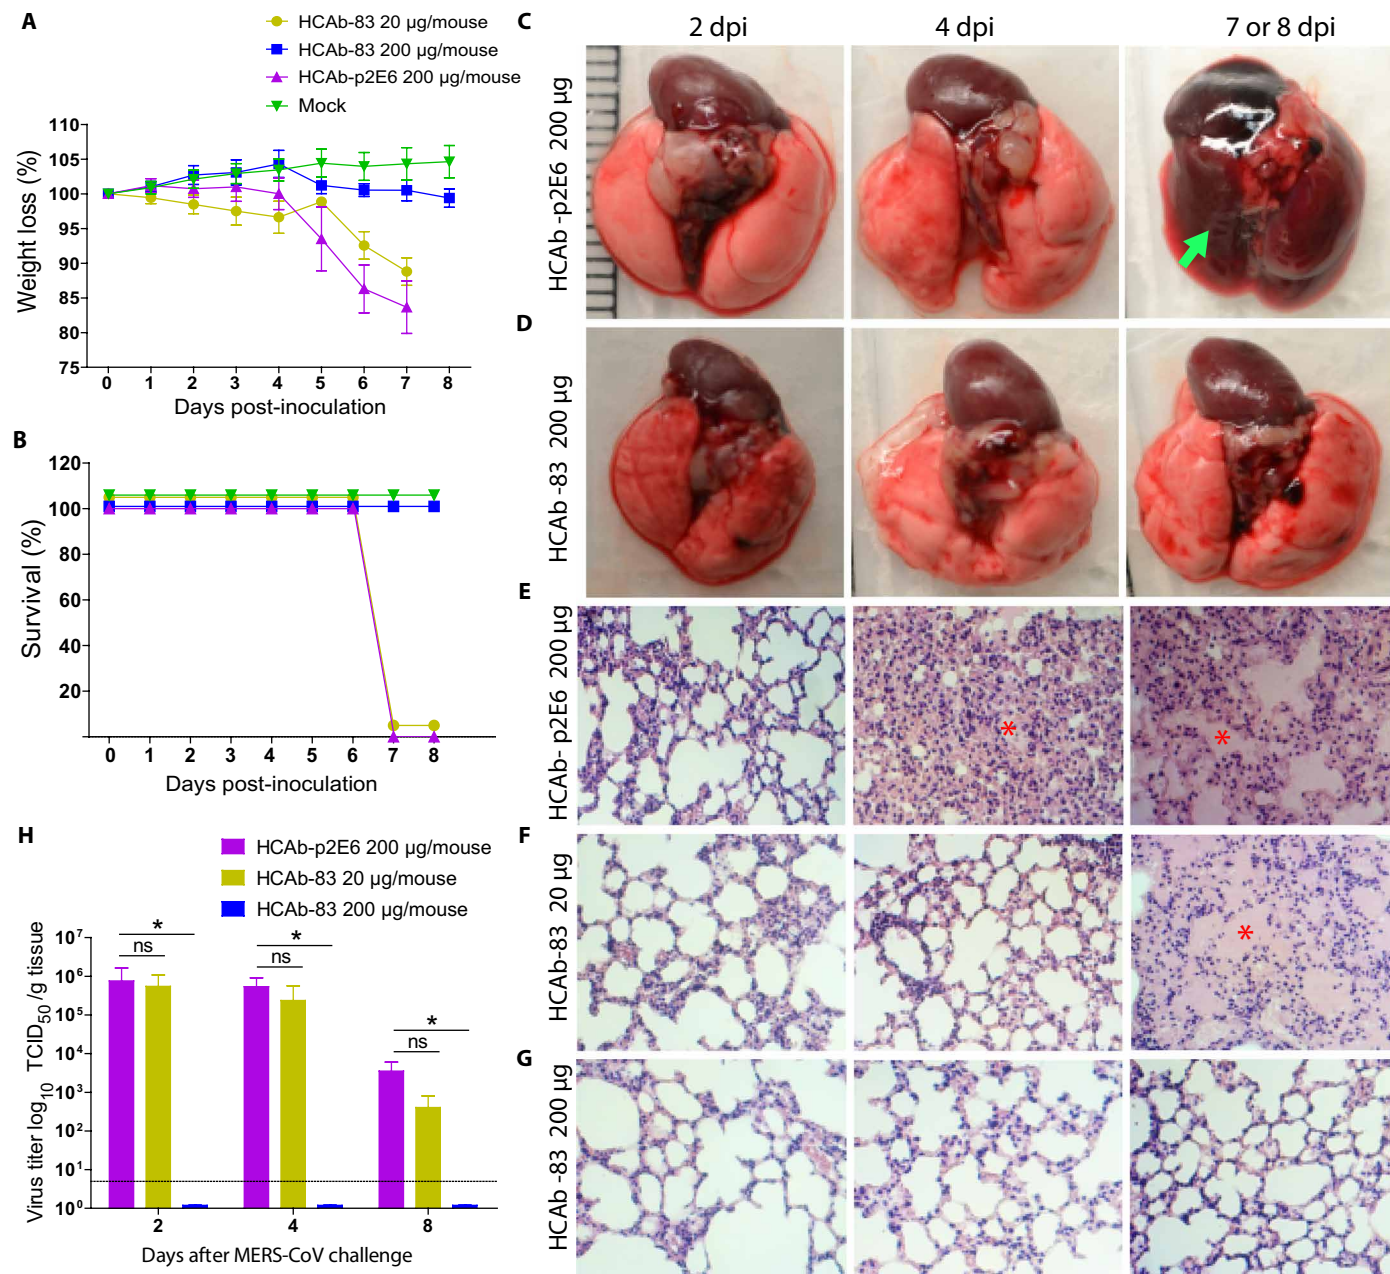 A
HCAb-83 20 µg/mouse
HCAb-83 200 µg/mouse
HCAb-p2E6 200 µg/mouse
Mock
Weight loss (%)
110
105
100
95
90
85
80
75
0 1 2 3 4 5 6 7 8
Days post-inoculation
B
Survival (%)
120
100
80
60
40
20
0 1 2 3 4 5 6 7 8
Days post-inoculation
H
HCAb-p2E6 200 µg/mouse
HCAb-83 20 µg/mouse
HCAb-83 200 µg/mouse
Virus titer log10 TCID50 /g tissue
10⁷
10⁶
10⁵
10⁴
10³
10²
10¹
10⁰
*
ns
*
ns
*
ns
2 4 8
Days after MERS-CoV challenge
C
2 dpi 4 dpi 7 or 8 dpi
HCAb -p2E6 200 µg
D
HCAb -83 200 µg
E
HCAb- p2E6 200 µg
*
*
F
HCAb-83 20 µg
*
G
HCAb -83 200 µg